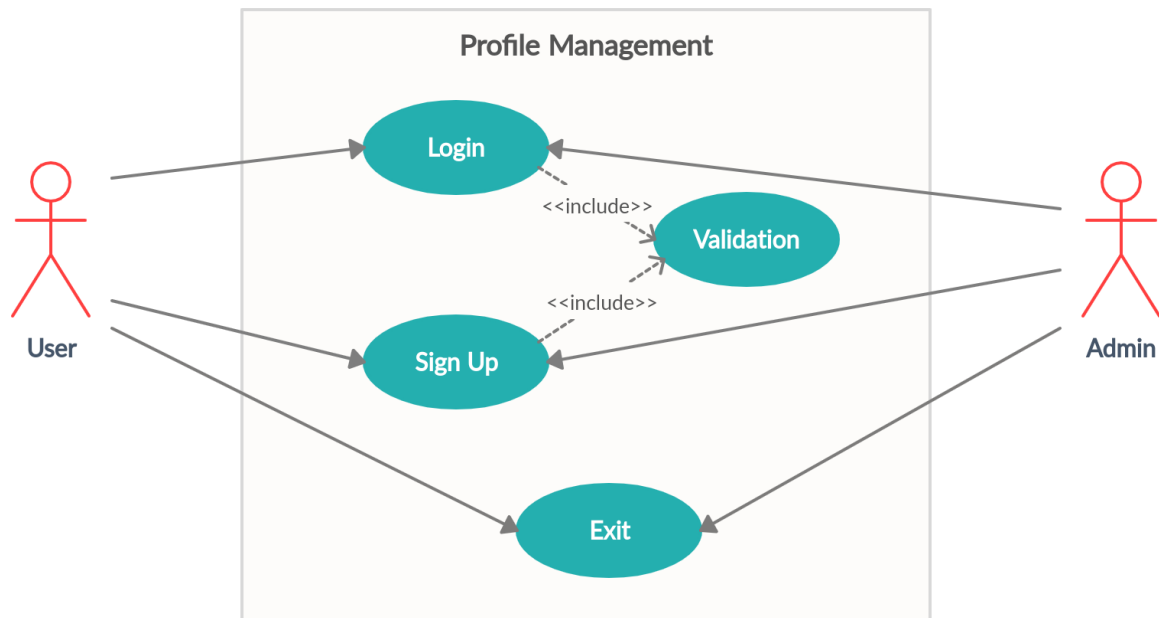 Profile Management
Login
<<include>>
Validation
<<include>>
Sign Up
User
Admin
Exit